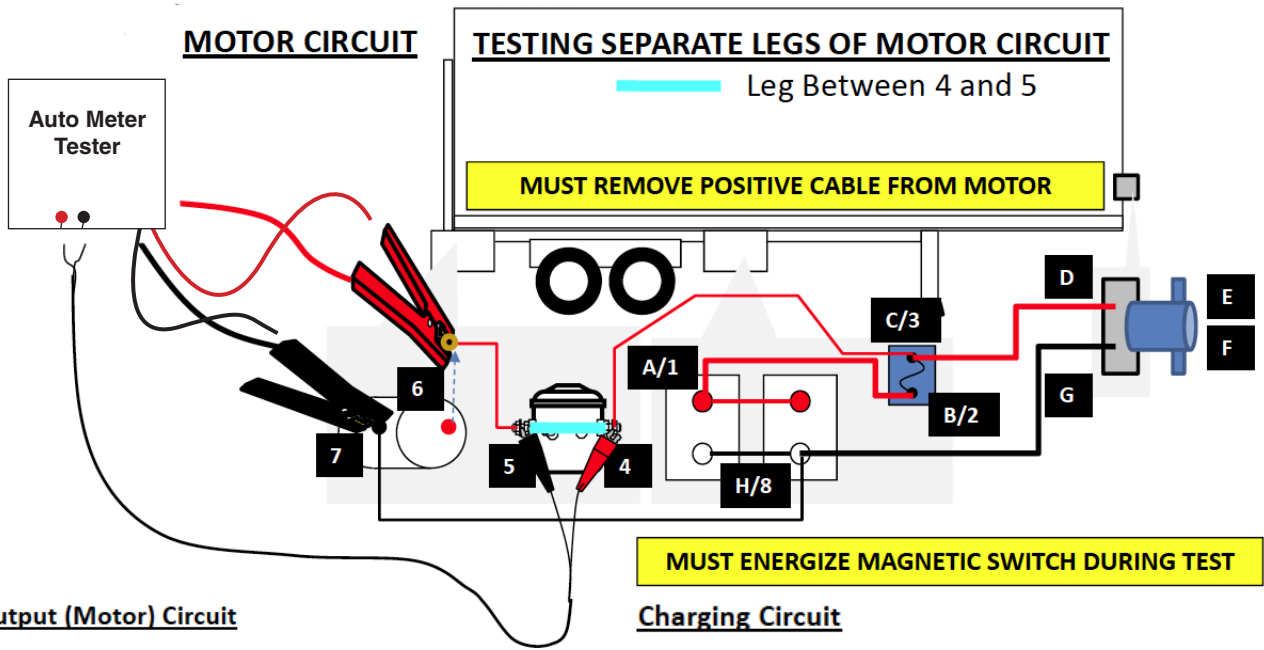 MOTOR CIRCUIT
TESTING SEPARATE LEGS OF MOTOR CIRCUIT
Leg Between 4 and 5
Auto Meter
Tester
MUST REMOVE POSITIVE CABLE FROM MOTOR
D
E
C/3
F
A/1
6
G
B/2
7
5
4
H/8
MUST ENERGIZE MAGNETIC SWITCH DURING TEST
utput (Motor) Circuit
Charging Circuit